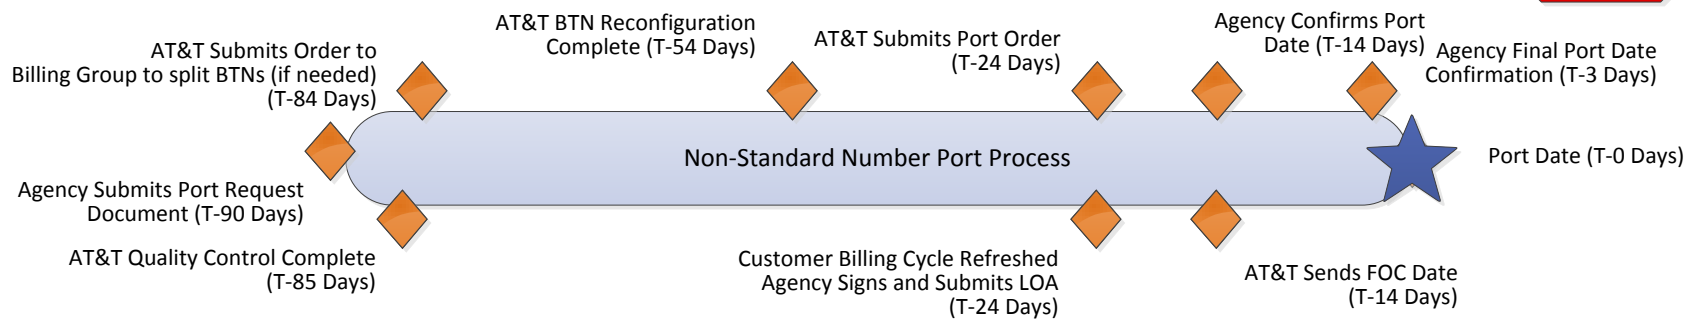 AT&T Submits Order to
Billing Group to split BTNs (if needed)
(T-84 Days)
AT&T BTN Reconfiguration
Complete (T-54 Days)
AT&T Submits Port Order
(T-24 Days)
Agency Confirms Port
Date (T-14 Days)
Agency Final Port Date
Confirmation (T-3 Days)
Non-Standard Number Port Process
Port Date (T-0 Days)
Agency Submits Port Request
Document (T-90 Days)
AT&T Quality Control Complete
(T-85 Days)
Customer Billing Cycle Refreshed
Agency Signs and Submits LOA
(T-24 Days)
AT&T Sends FOC Date
(T-14 Days)